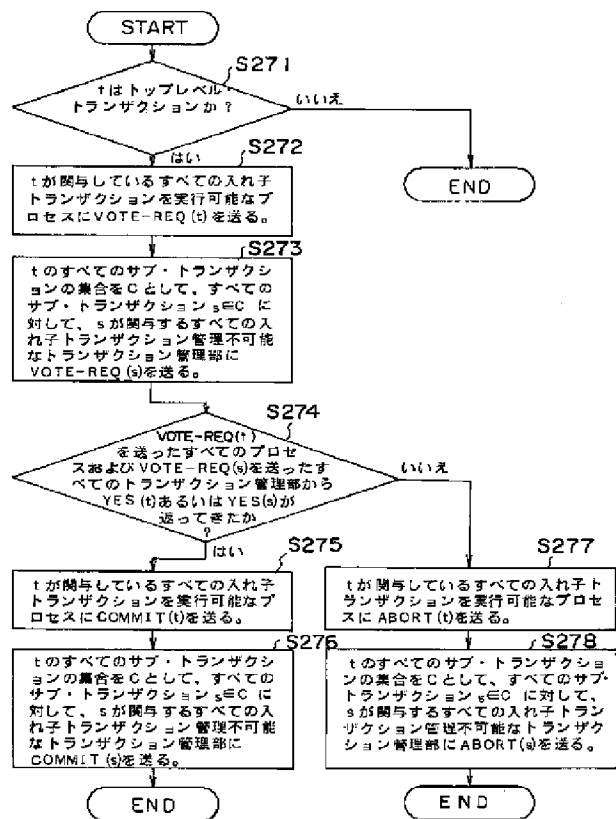 START
S271
tはトップレベル・
トランザクションか?
いいえ
はい
END
S272
tが関与しているすべての入れ子
トランザクションを実行可能なプ
ロセスにVOTE-REQ(t)を送る。
S273
tのすべてのサブ・トランザクショ
ンの集合をCとして、すべての
サブ・トランザクション s∈C に
対して、sが関与するすべての入
れ子トランザクション管理不可能
なトランザクション管理部に
VOTE-REQ(s)を送る。
S274
VOTE-REQ(t)
を送ったすべてのプロセ
スおよびVOTE-REQ(s)を送ったす
べてのトランザクション管理部から
YES(t)あるいはYES(s)が
返ってきたか
?
いいえ
はい
S275
tが関与しているすべての入れ子
トランザクションを実行可能なプ
ロセスにCOMMIT(t)を送る。
S276
tのすべてのサブ・トランザクショ
ンの集合をCとして、すべての
サブ・トランザクション s∈C に
対して、sが関与するすべての入
れ子トランザクション管理不可能
なトランザクション管理部に
COMMIT(s)を送る。
END
S277
tが関与しているすべての入れ子ト
ランザクションを実行可能なプロセ
スにABORT(t)を送る。
S278
tのすべてのサブ・トランザクショ
ンの集合をCとして、すべてのサブ・
トランザクション s∈C に対して、
sが関与するすべての入れ子トラン
ザクション管理不可能なトランザ
クション管理部にABORT(s)を送る。
END